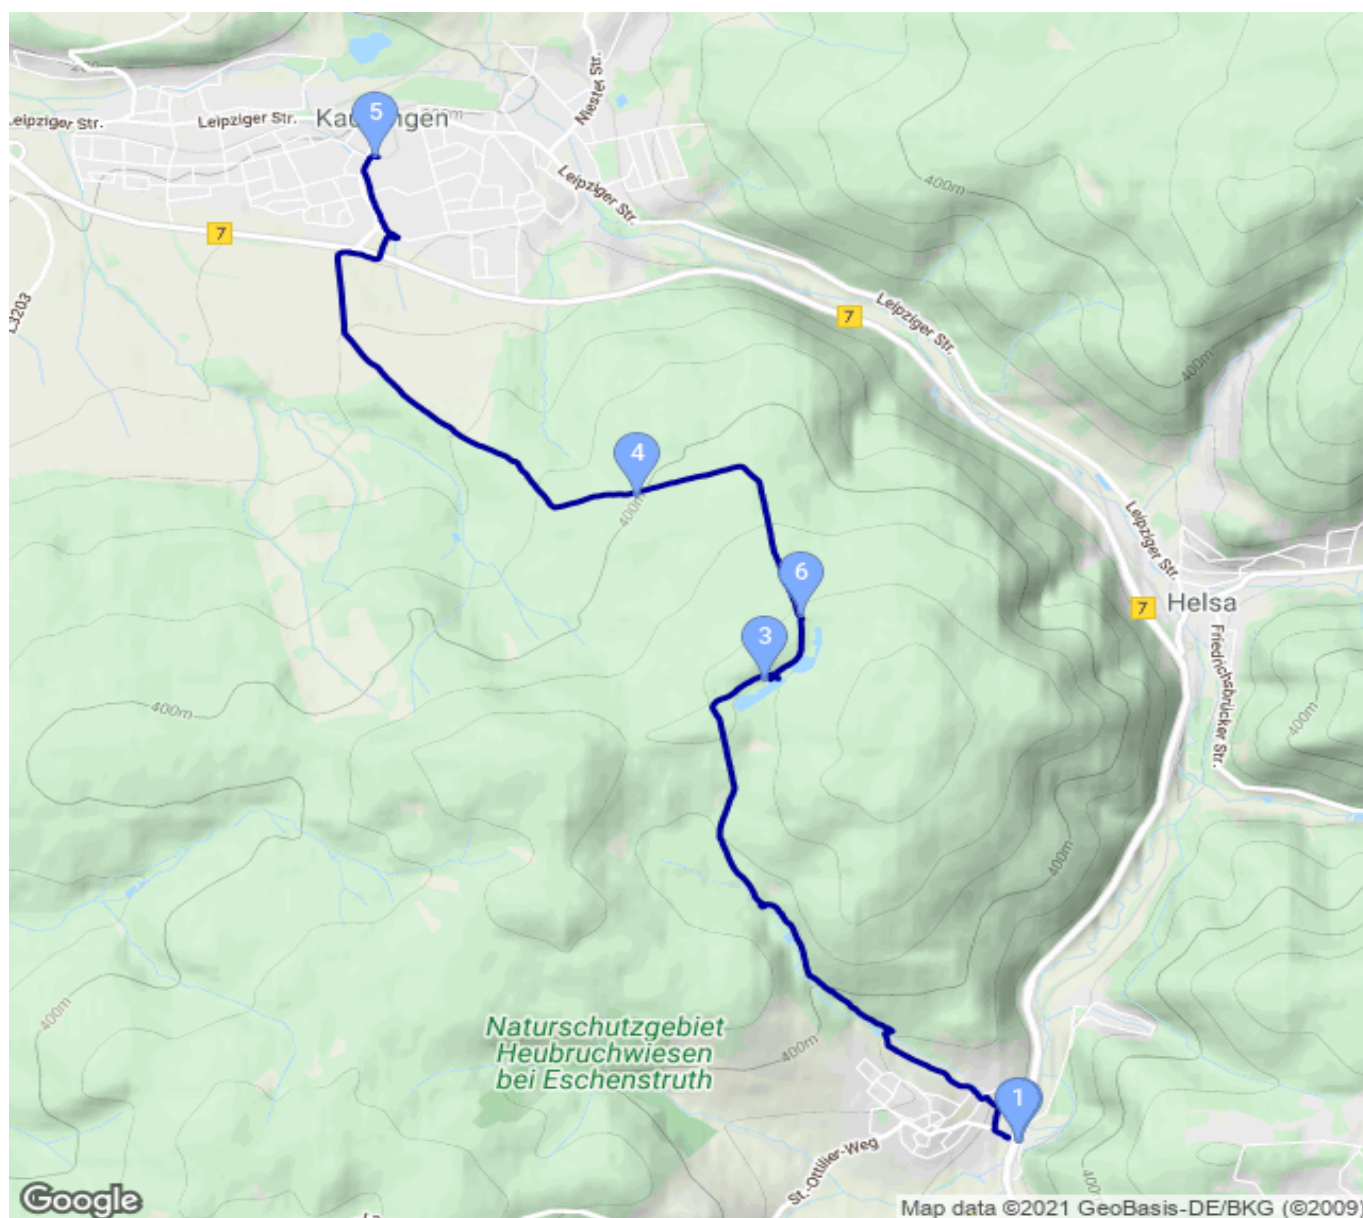 Niester Str.
5
Leipziger Str.
Leipziger Str.
Leipziger Str.
400m
7
L3203
Leipziger Str.
7
400m
4
400m
Leipziger Str.
6
7
Helsa
3
Friedrichsbrücker Str.
400m
400m
400m
400m
Naturschutzgebiet
Heubruchwiesen
bei Eschenstruth
400m
1
St.-Ottilier-Weg
Google
Map data ©2021 GeoBasis-DE/BKG (©2009)